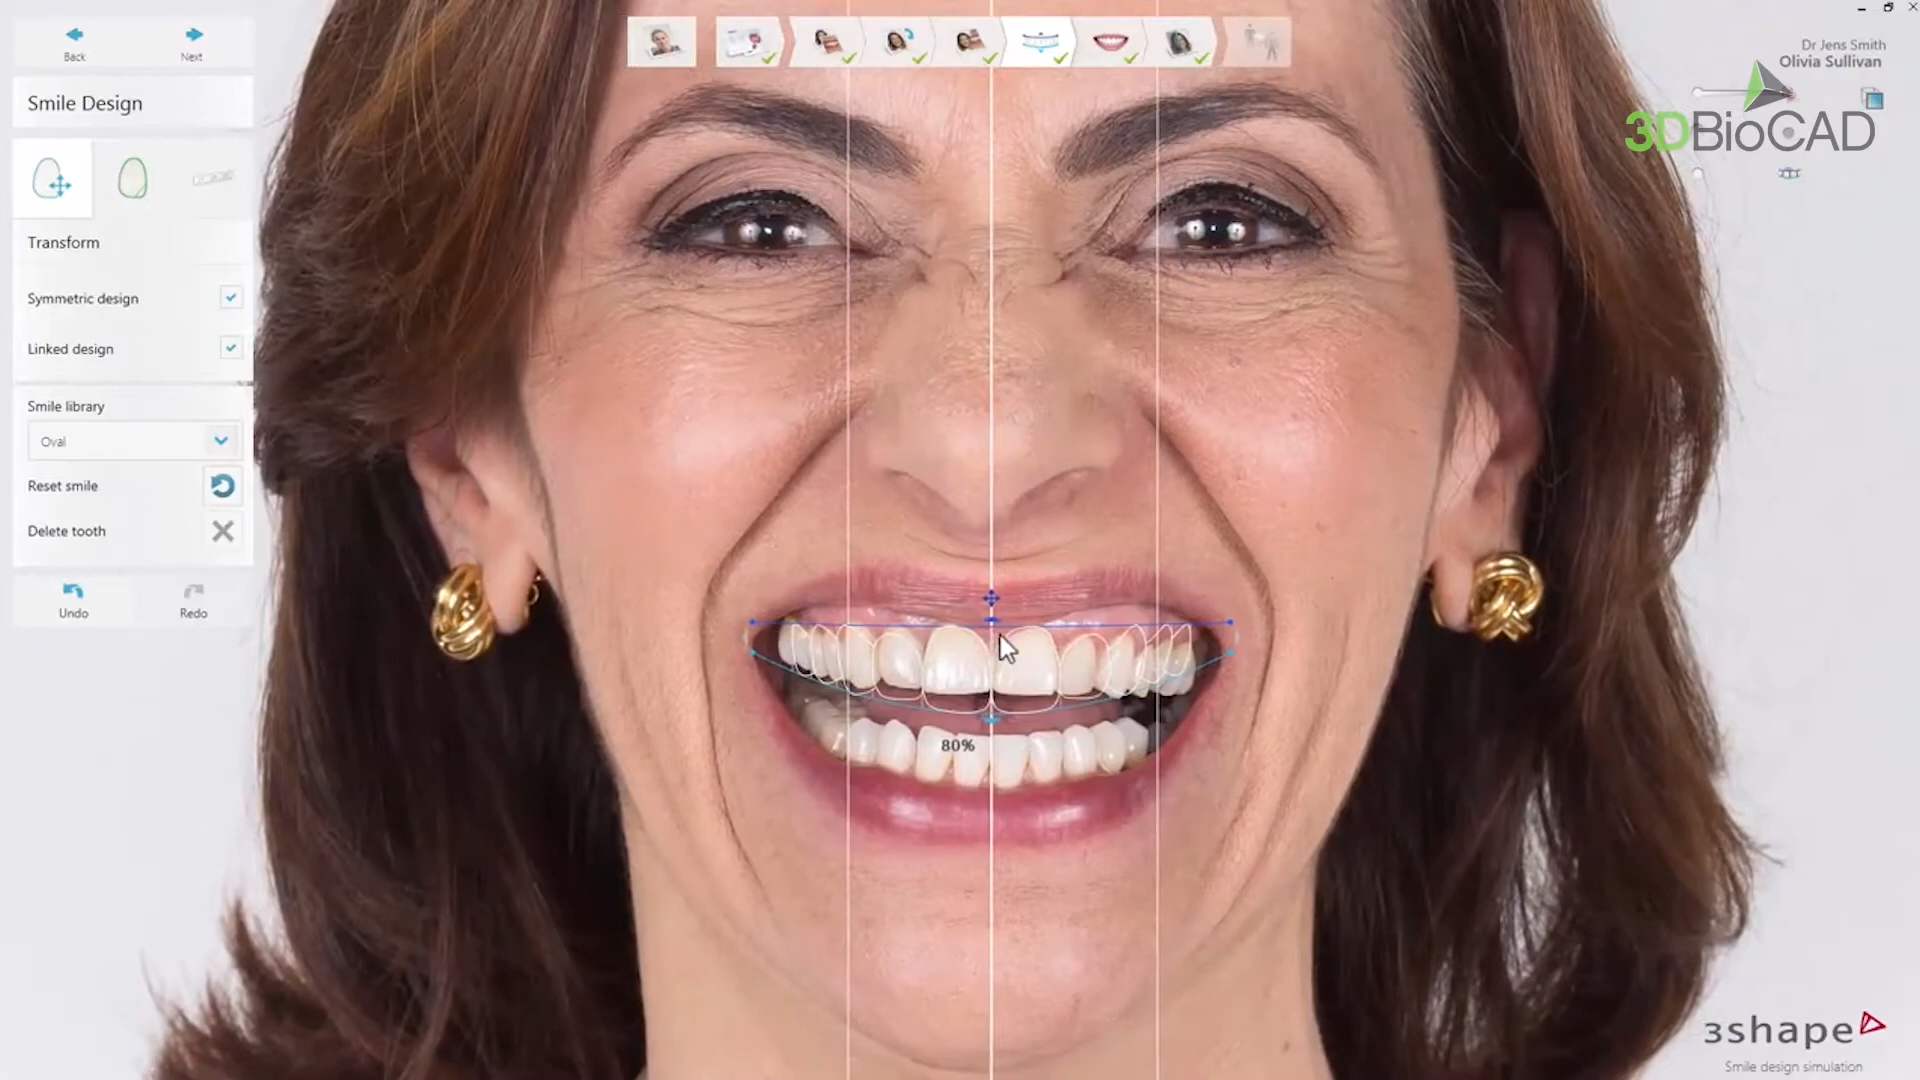 Back
Next
Smile Design
Transform
Symmetric design
Linked design
Smile library
Oval
Reset smile
Delete tooth
Undo
Redo
Dr Jens Smith
Olivia Sullivan
3DBioCAD
80%
3shape
Smile design simulation